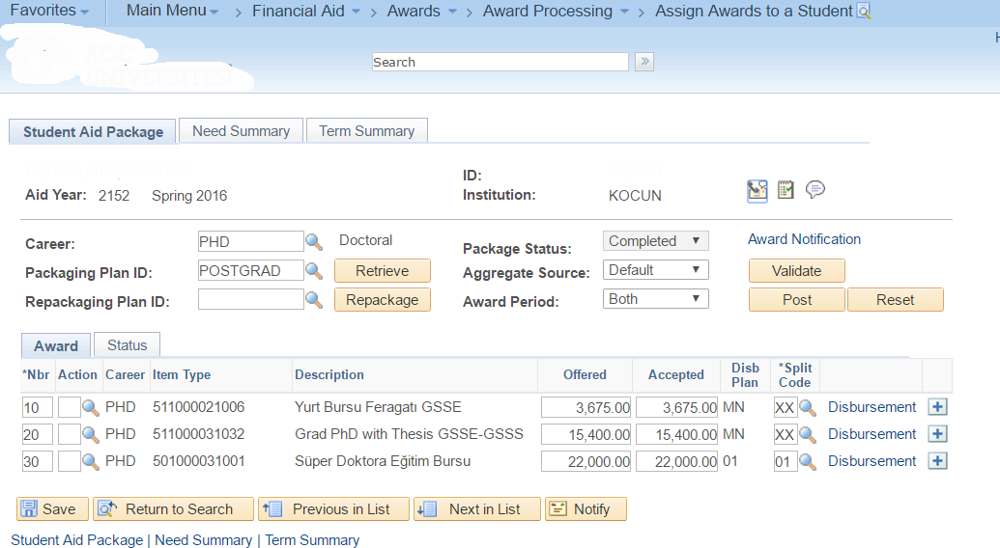 Favorites Main Menu > Financial Aid > Awards > Award Processing > Assign Awards to a Student
Search
Student Aid Package Need Summary Term Summary
ID:
Aid Year: 2152 Spring 2016 Institution: KOCUN
Career: PHD Doctoral Package Status: Completed Award Notification
Packaging Plan ID: POSTGRAD Retrieve Aggregate Source: Default Validate
Repackaging Plan ID: Repackage Award Period: Both Post Reset
Award Status
*Nbr Action Career Item Type Description Offered Accepted Disb Plan *Split Code
10 PHD 511000021006 Yurt Bursu Feragatı GSSE 3,675.00 3,675.00 MN XX Disbursement
20 PHD 511000031032 Grad PhD with Thesis GSSE-GSSS 15,400.00 15,400.00 MN XX Disbursement
30 PHD 501000031001 Süper Doktora Eğitim Bursu 22,000.00 22,000.00 01 01 Disbursement
Save Return to Search Previous in List Next in List Notify
Student Aid Package | Need Summary | Term Summary